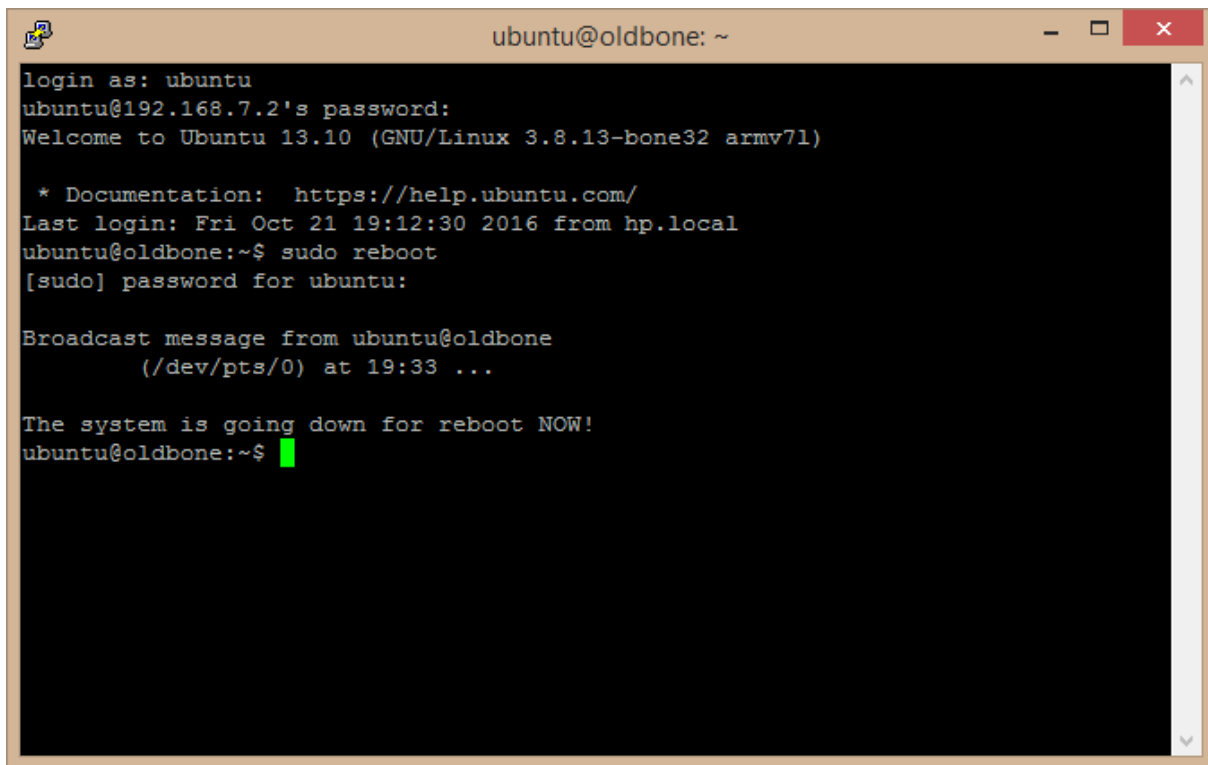 ubuntu@oldbone: ~
login as: ubuntu
ubuntu@192.168.7.2's password:
Welcome to Ubuntu 13.10 (GNU/Linux 3.8.13-bone32 armv7l)
* Documentation:  https://help.ubuntu.com/
Last login: Fri Oct 21 19:12:30 2016 from hp.local
ubuntu@oldbone:~$ sudo reboot
[sudo] password for ubuntu:
Broadcast message from ubuntu@oldbone
(/dev/pts/0) at 19:33 ...
The system is going down for reboot NOW!
ubuntu@oldbone:~$